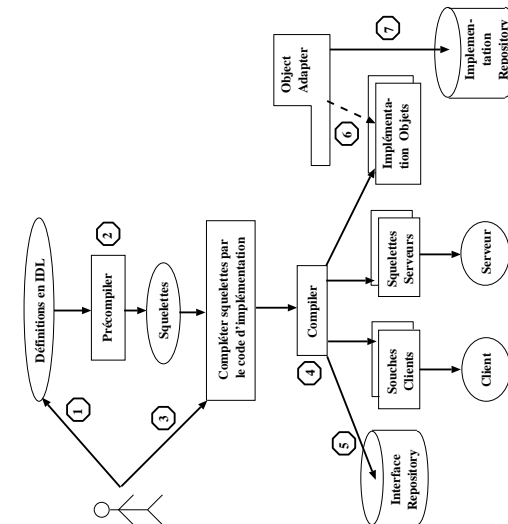 1
Définitions en IDL
2
Précompiler
Squelettes
3
Compléter squelettes par
le code d'implémentation
4
Compiler
5
Interface
Repository
Souches
Clients
Client
Squelettes
Serveurs
Serveur
6
Object
Adapter
Implémenta-
tion Objets
7
Implemen-
tation
Repository